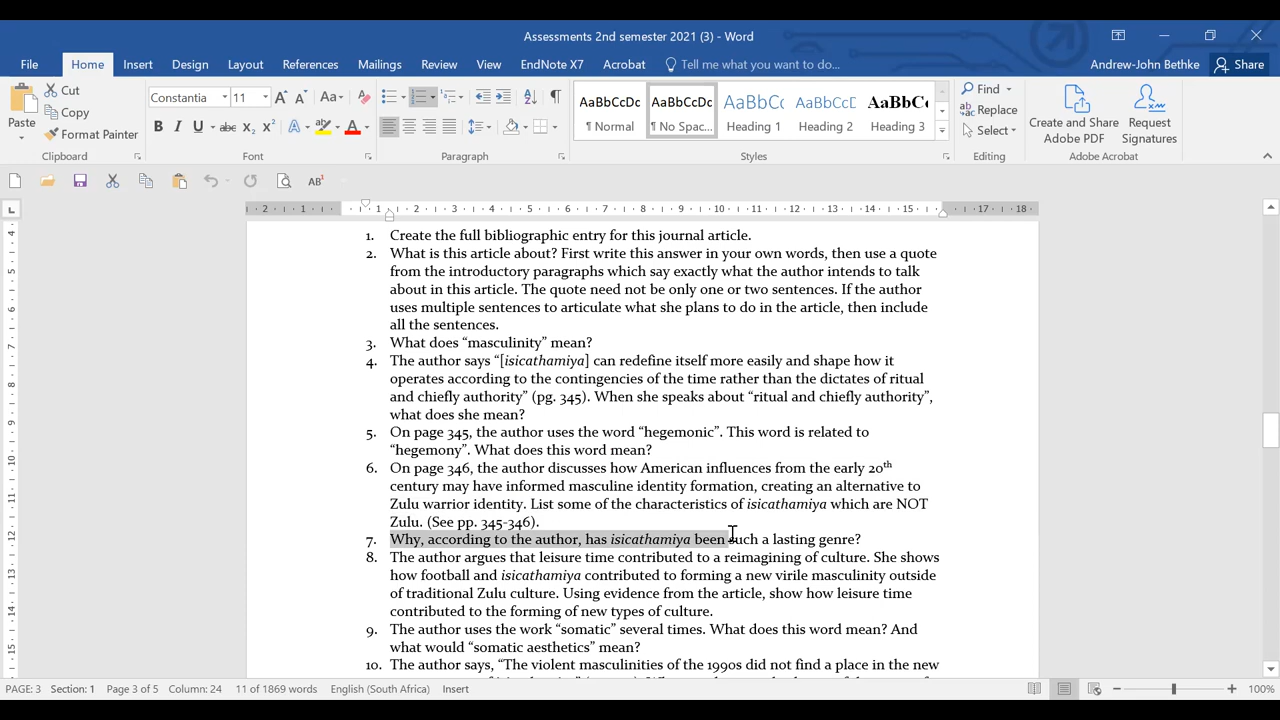 Assessments 2nd semester 2021 (3) - Word
File Home Insert Design Layout References Mailings Review View EndNote X7 Acrobat Tell me what you want to do... Andrew-John Bethke Share
Paste Cut Copy Format Painter
Clipboard
Constantia 11
Font
Paragraph
AaBbCcDc AaBbCcDc AaBbCc AaBbCcD AaBbCc
¶ Normal ¶ No Spac... Heading 1 Heading 2 Heading 3
Styles
Find Replace Select
Editing
Create and Share Adobe PDF Request Signatures
Adobe Acrobat
1. Create the full bibliographic entry for this journal article.
2. What is this article about? First write this answer in your own words, then use a quote
from the introductory paragraphs which say exactly what the author intends to talk
about in this article. The quote need not be only one or two sentences. If the author
uses multiple sentences to articulate what she plans to do in the article, then include
all the sentences.
3. What does “masculinity” mean?
4. The author says “[isicathamiya] can redefine itself more easily and shape how it
operates according to the contingencies of the time rather than the dictates of ritual
and chiefly authority” (pg. 345). When she speaks about “ritual and chiefly authority”,
what does she mean?
5. On page 345, the author uses the word “hegemonic”. This word is related to
“hegemony”. What does this word mean?
6. On page 346, the author discusses how American influences from the early 20th
century may have informed masculine identity formation, creating an alternative to
Zulu warrior identity. List some of the characteristics of isicathamiya which are NOT
Zulu. (See pp. 345-346).
7. Why, according to the author, has isicathamiya been such a lasting genre?
8. The author argues that leisure time contributed to a reimagining of culture. She shows
how football and isicathamiya contributed to forming a new virile masculinity outside
of traditional Zulu culture. Using evidence from the article, show how leisure time
contributed to the forming of new types of culture.
9. The author uses the work “somatic” several times. What does this word mean? And
what would “somatic aesthetics” mean?
10. The author says, “The violent masculinities of the 1990s did not find a place in the new
PAGE: 3 Section: 1 Page 3 of 5 Column: 24 11 of 1869 words English (South Africa) Insert 100%